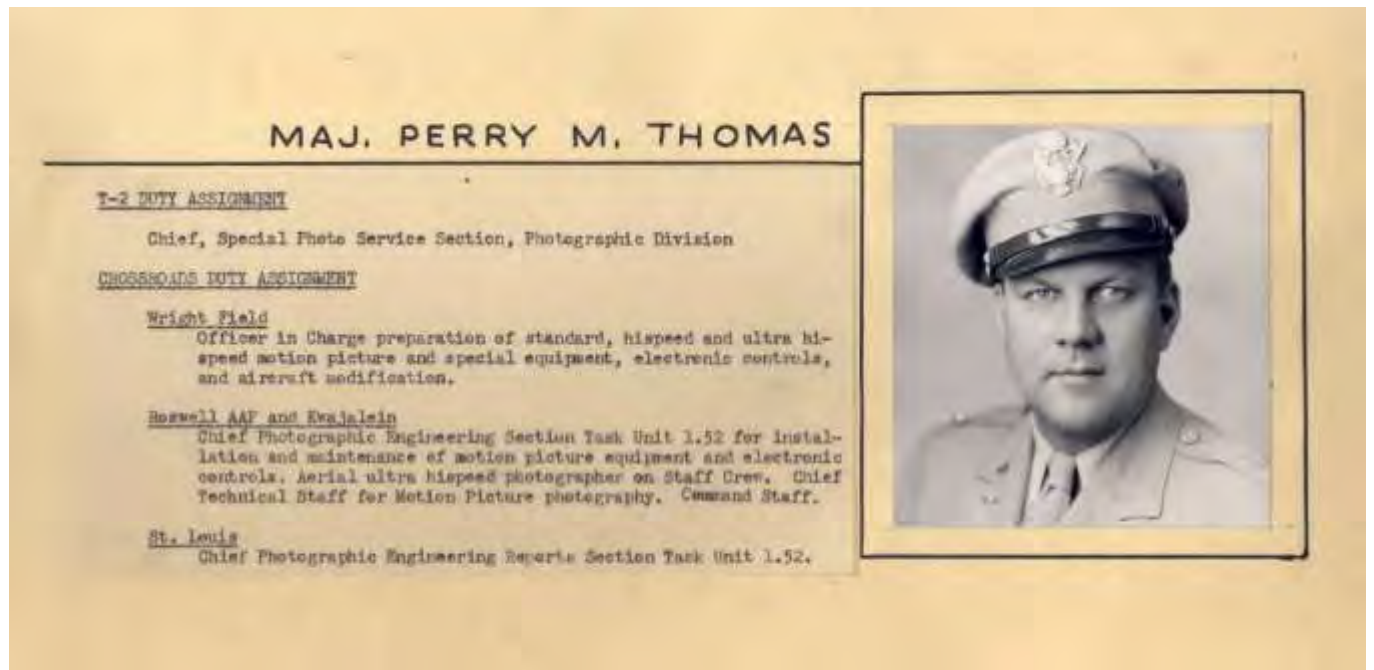 MAJ. PERRY M. THOMAS
T-2 DUTY ASSIGNMENT
Chief, Special Photo Service Section, Photographic Division
CROSSROADS DUTY ASSIGNMENT
Wright Field
Officer in Charge preparation of standard, hispeed and ultra hi-
speed motion picture and special equipment, electronic controls,
and aircraft modification.
Roswell AAF and Kwajalein
Chief Photographic Engineering Section Task Unit 1.52 for instal-
lation and maintenance of motion picture equipment and electronic
controls. Aerial ultra hispeed photographer on Staff Crew. Chief
Technical Staff for Motion Picture photography. Command Staff.
St. Louis
Chief Photographic Engineering Reports Section Task Unit 1.52.